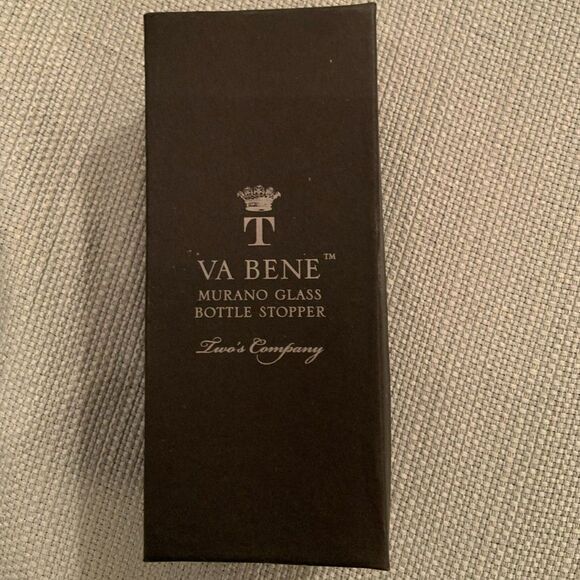 T
VA BENE™
MURANO GLASS
BOTTLE STOPPER
Two's Company